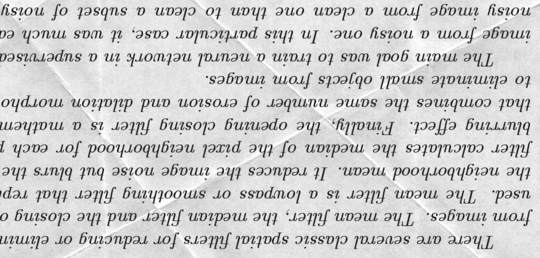 There are several classic spatial filters for reducing or elimin
from images. The mean filter, the median filter and the closing o
used. The mean filter is a lowpass or smoothing filter that rep
the neighborhood mean. It reduces the image noise but blurs the
filter calculates the median of the pixel neighborhood for each p
blurring effect. Finally, the opening closing filter is a mathem
that combines the same number of erosion and dilation morpho
to eliminate small objects from images.
The main goal was to train a neural network in a supervised
image from a noisy one. In this particular case, it was much ea
noisy image from a clean one than to clean a subset of noisy